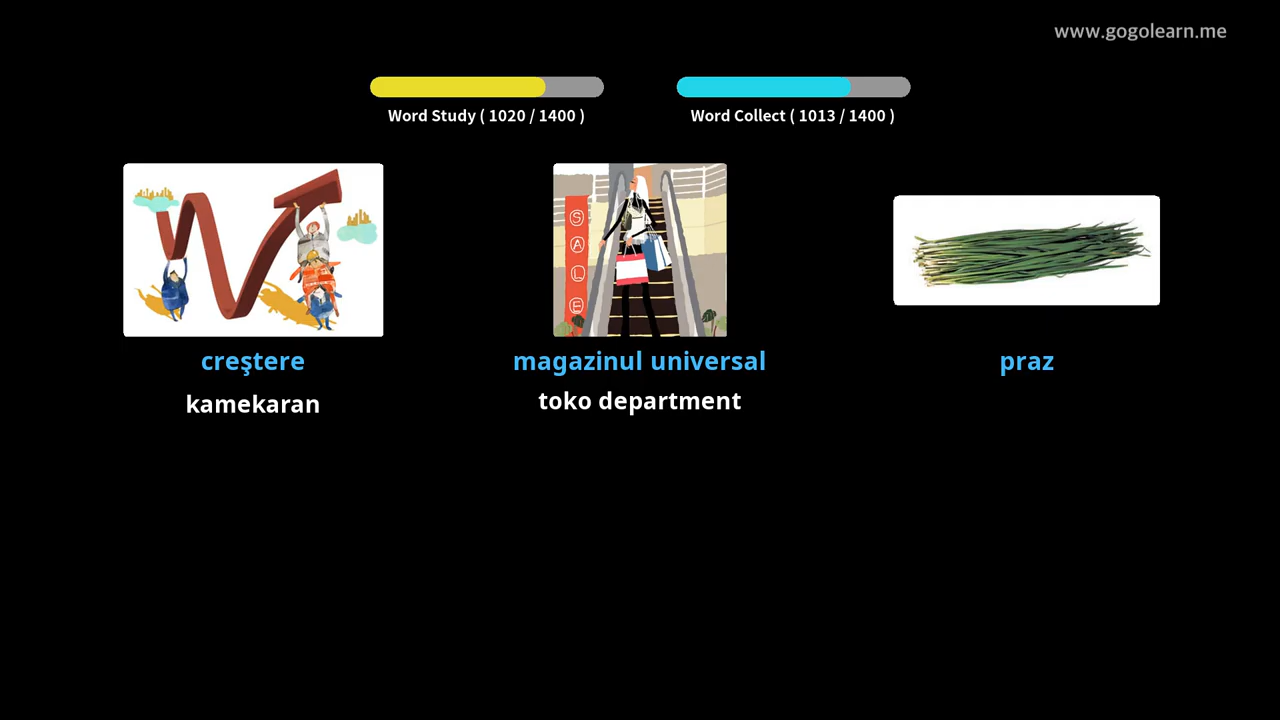 www.gogolearn.me
Word Study ( 1020 / 1400 )
Word Collect ( 1013 / 1400 )
S
A
L
E
creştere
magazinul universal
praz
kamekaran
toko department